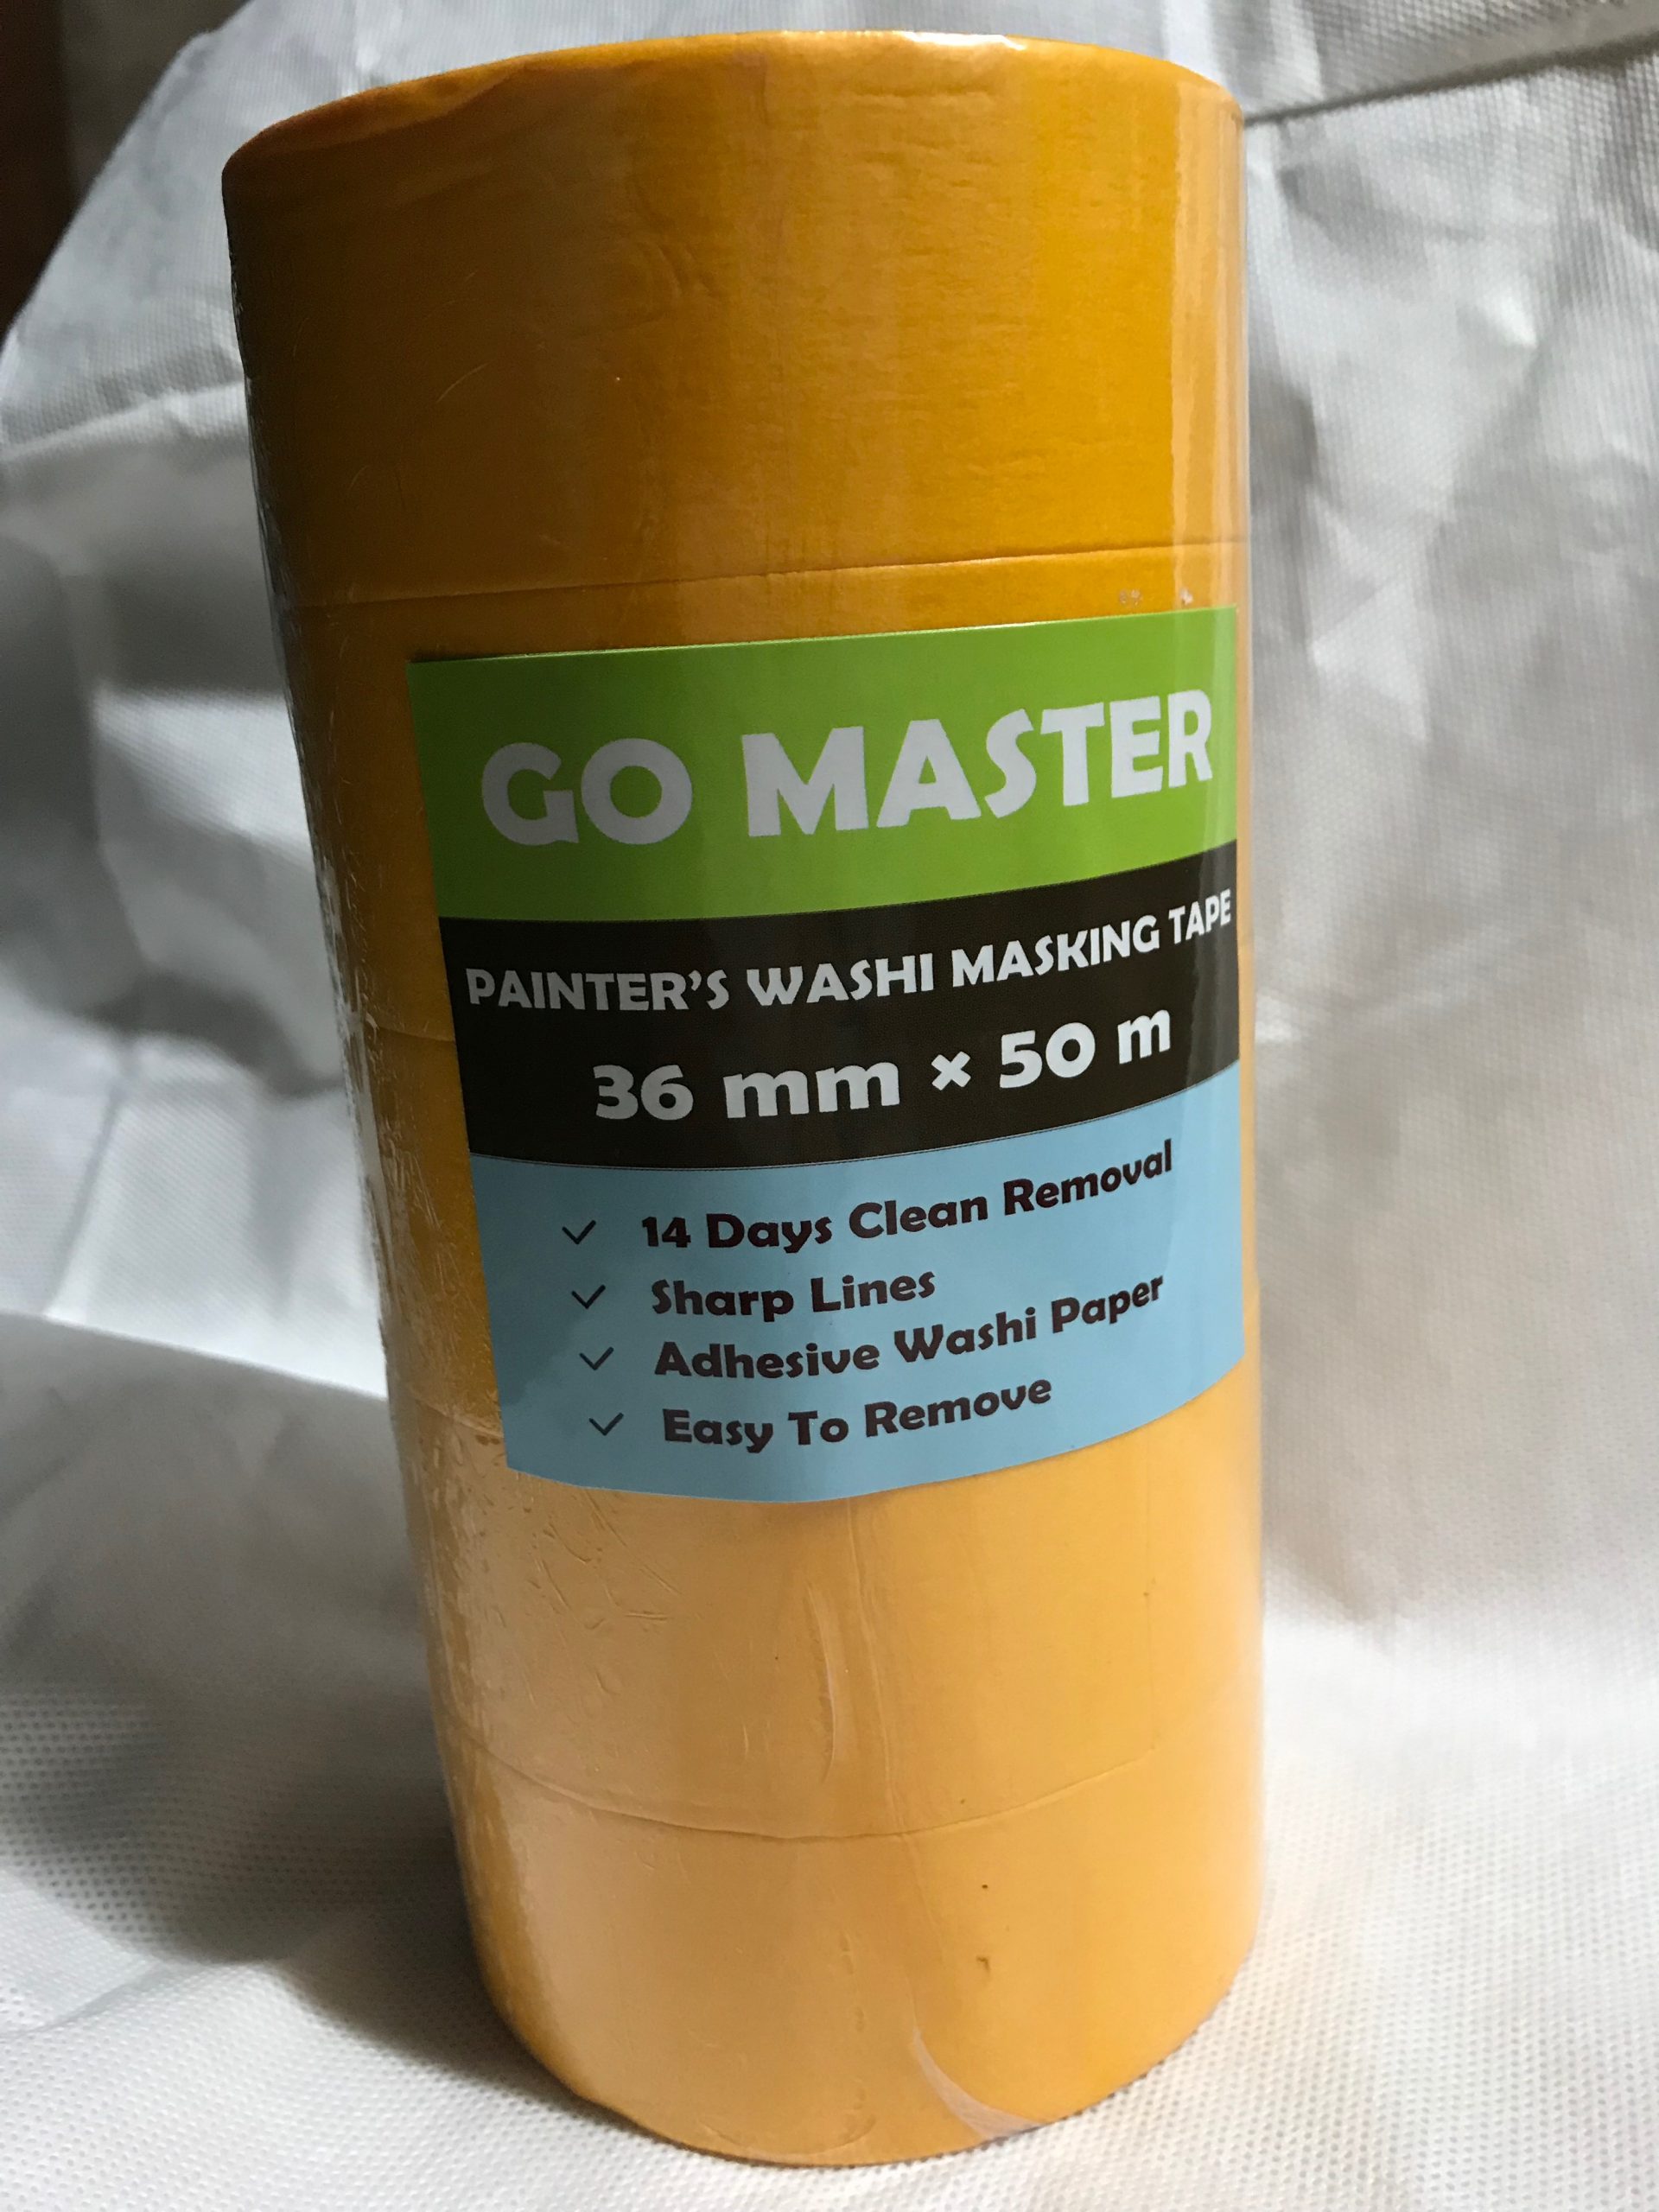 GO MASTER
PAINTER'S WASHI MASKING TAPE
36 mm × 50 m
✓ 14 Days Clean Removal
✓ Sharp Lines
✓ Adhesive Washi Paper
✓ Easy To Remove